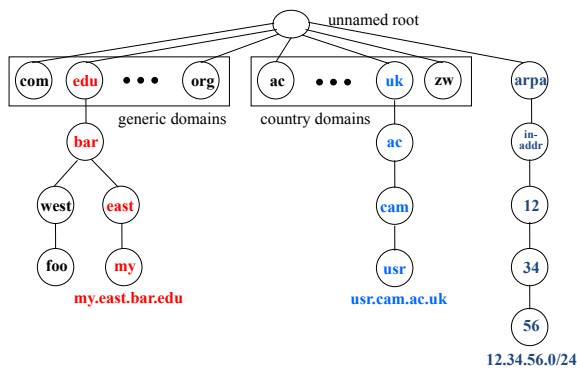 unnamed root
com edu • • • org ac • • • uk zw arpa
generic domains country domains
bar ac in-
addr
west east cam 12
foo my usr 34
my.east.bar.edu usr.cam.ac.uk
56
12.34.56.0/24